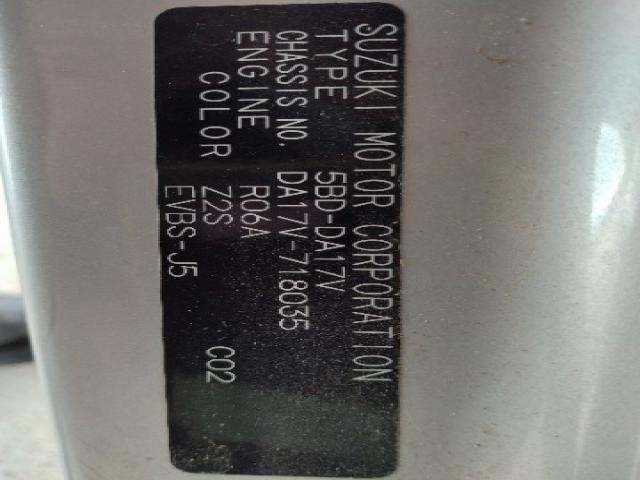 SUZUKI MOTOR CORPORATION
TYPE 5BD-DA17V
CHASSIS NO. DA17V-718035
ENGINE R06A
COLOR Z2S C02
EVBS-J5